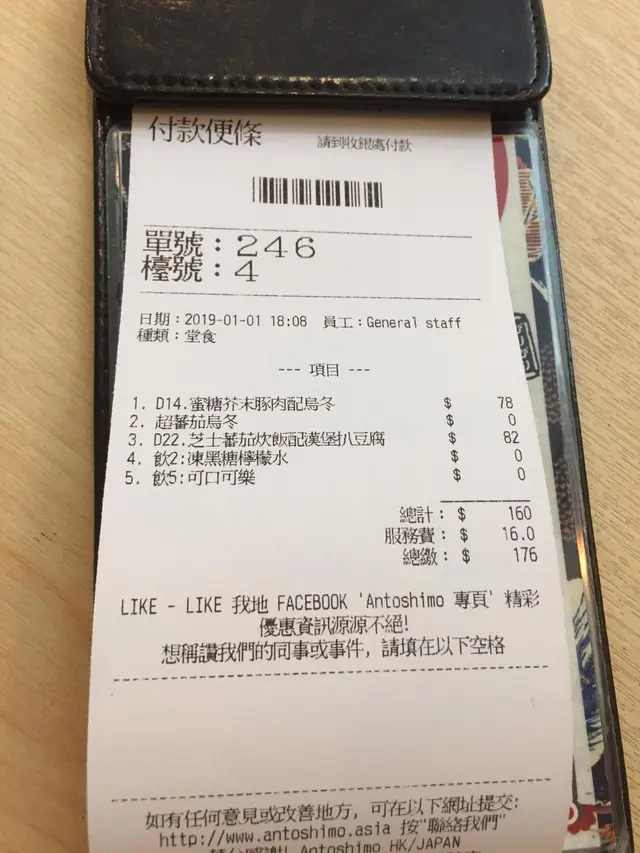 付款便條 請到收銀處付款
單號：246
檯號：4
日期：2019-01-01 18:08 員工：General staff
種類：堂食
--- 項目 ---
1. D14.蜜糖芥末豚肉配烏冬 $ 78
2. 超蕃茄烏冬 $ 0
3. D22.芝士蕃茄炊飯配漢堡扒豆腐 $ 82
4. 飲2:凍黑糖檸檬水 $ 0
5. 飲5:可口可樂 $ 0
總計： $ 160
服務費： $ 16.0
總繳： $ 176
LIKE - LIKE 我地 FACEBOOK 'Antoshimo 專頁' 精彩
優惠資訊源源不絕!
想稱讚我們的同事或事件, 請填在以下空格
如有任何意見或改善地方, 可在以下網址提交:
http://www.antoshimo.asia 按"聯絡我們"
Antoshimo HK/JAPAN